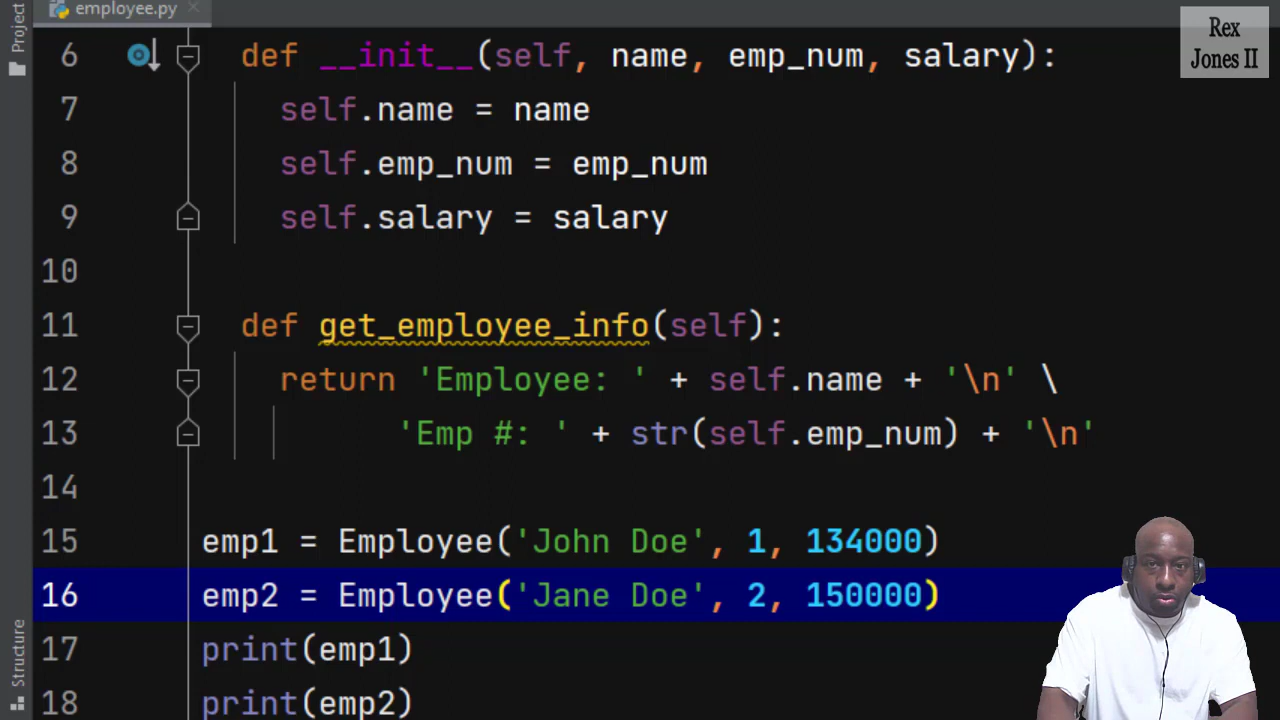 Project
employee.py
Rex
Jones II
6 def __init__(self, name, emp_num, salary):
7 self.name = name
8 self.emp_num = emp_num
9 self.salary = salary
10
11 def get_employee_info(self):
12 return 'Employee: ' + self.name + '\n' \
13 'Emp #: ' + str(self.emp_num) + '\n'
14
15 emp1 = Employee('John Doe', 1, 134000)
16 emp2 = Employee('Jane Doe', 2, 150000)
17 print(emp1)
18 print(emp2)
Structure